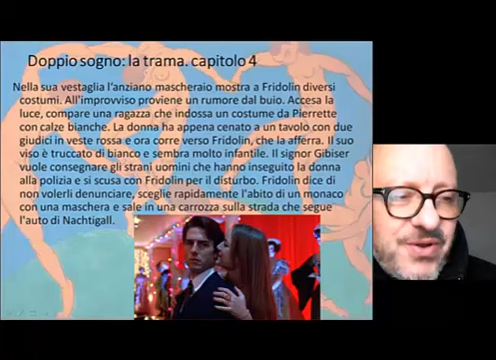 Doppio sogno: la trama. capitolo 4
Nella sua vestaglia l'anziano mascheraio mostra a Fridolin diversi
costumi. All'improvviso proviene un rumore dal buio. Accesa la
luce, compare una ragazza che indossa un costume da Pierrette
con calze bianche. La donna ha appena cenato a un tavolo con due
giudici in veste rossa e ora corre verso Fridolin, che la afferra. Il suo
viso è truccato di bianco e sembra molto infantile. Il signor Gibiser
vuole consegnare gli strani uomini che hanno inseguito la donna
alla polizia e si scusa con Fridolin per il disturbo. Fridolin dice di
non volerli denunciare, sceglie rapidamente l'abito di un monaco
con una maschera e sale in una carrozza sulla strada che segue
l'auto di Nachtigall.